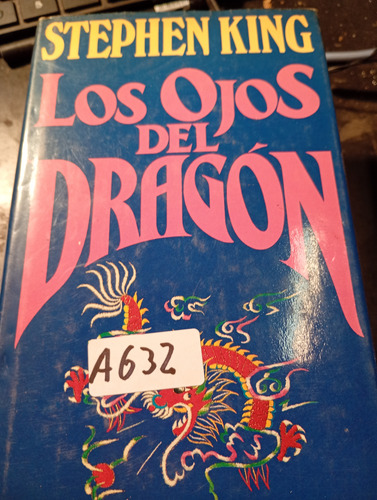 STEPHEN KING
LOS OJOS
DEL
DRAGÓN
A632